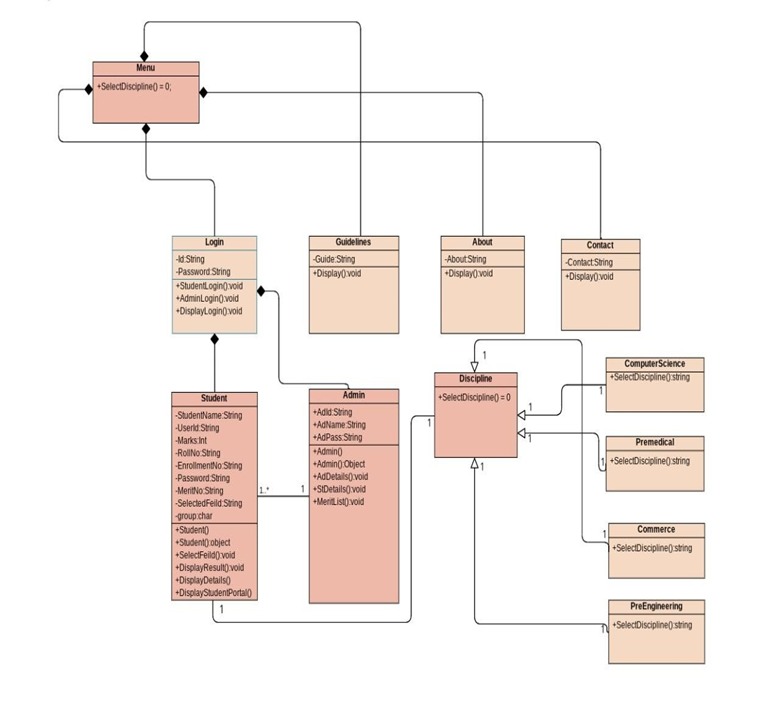 Menu
+SelectDiscipline() = 0;
Login
-Id:String
-Password:String
+StudentLogin():void
+AdminLogin():void
+DisplayLogin():void
Guidelines
-Guide:String
+Display():void
About
-About:String
+Display():void
Contact
-Contact:String
+Display():void
Student
-StudentName:String
-UserId:String
-Marks:Int
-RollNo:String
-EnrollmentNo:String
-Password:String
-MeritNo:String
-SelectedFeild:String
-group:char
+Student()
+Student():object
+SelectFeild():void
+DisplayResult():void
+DisplayDetails()
+DisplayStudentPortal()
1..*
1
1
Admin
+AdId:String
+AdName:String
+AdPass:String
+Admin()
+Admin():Object
+AdDetails():void
+StDetails():void
+MeritList():void
Discipline
+SelectDiscipline() = 0
1
1
1
1
1
ComputerScience
+SelectDiscipline():string
1
Premedical
+SelectDiscipline():string
1
Commerce
+SelectDiscipline():string
1
PreEngineering
+SelectDiscipline():string
1